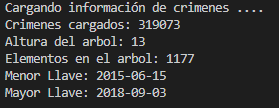 Cargando información de crimenes ....
Crimenes cargados: 319073
Altura del arbol: 13
Elementos en el arbol: 1177
Menor Llave: 2015-06-15
Mayor Llave: 2018-09-03